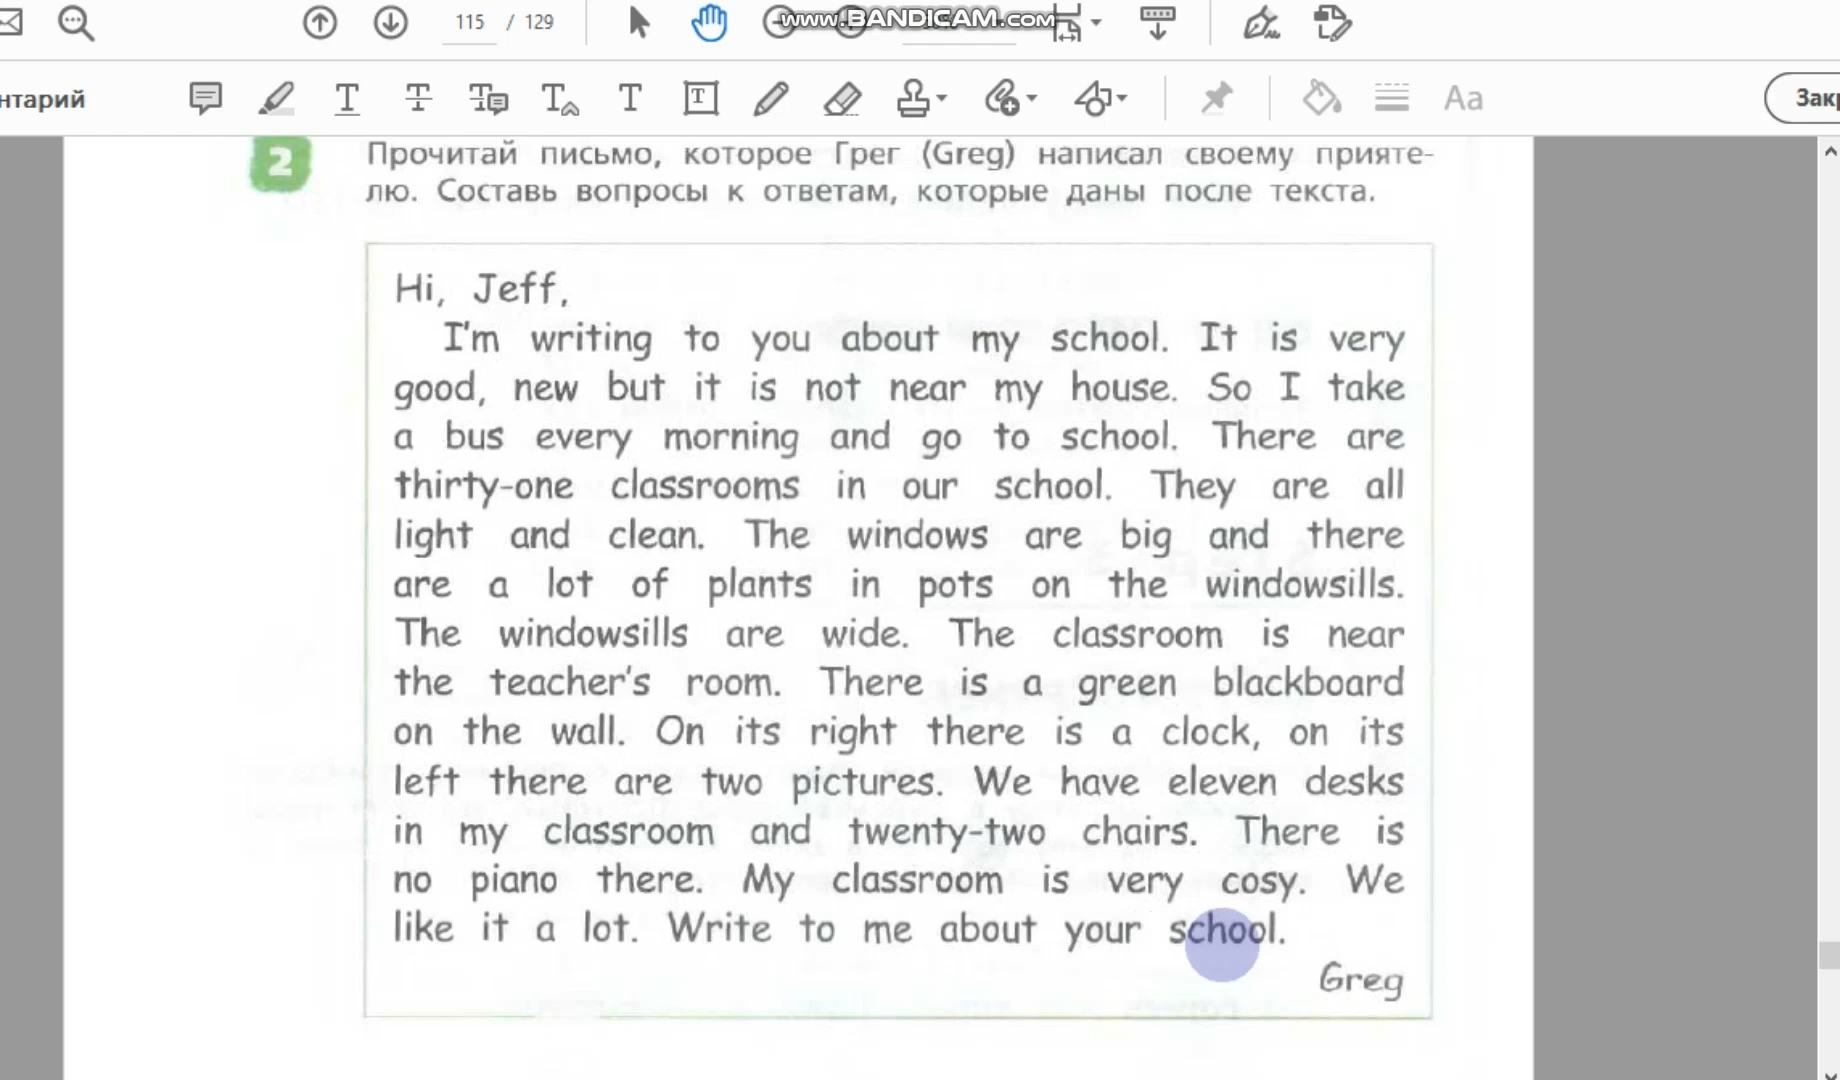 115 / 129
www.BANDICAM.com
нтарий
T
Aa
Зак
2
Прочитай письмо, которое Грег (Greg) написал своему прияте-
лю. Составь вопросы к ответам, которые даны после текста.
Hi, Jeff,
I'm writing to you about my school. It is very
good, new but it is not near my house. So I take
a bus every morning and go to school. There are
thirty-one classrooms in our school. They are all
light and clean. The windows are big and there
are a lot of plants in pots on the windowsills.
The windowsills are wide. The classroom is near
the teacher's room. There is a green blackboard
on the wall. On its right there is a clock, on its
left there are two pictures. We have eleven desks
in my classroom and twenty-two chairs. There is
no piano there. My classroom is very cosy. We
like it a lot. Write to me about your school.
Greg